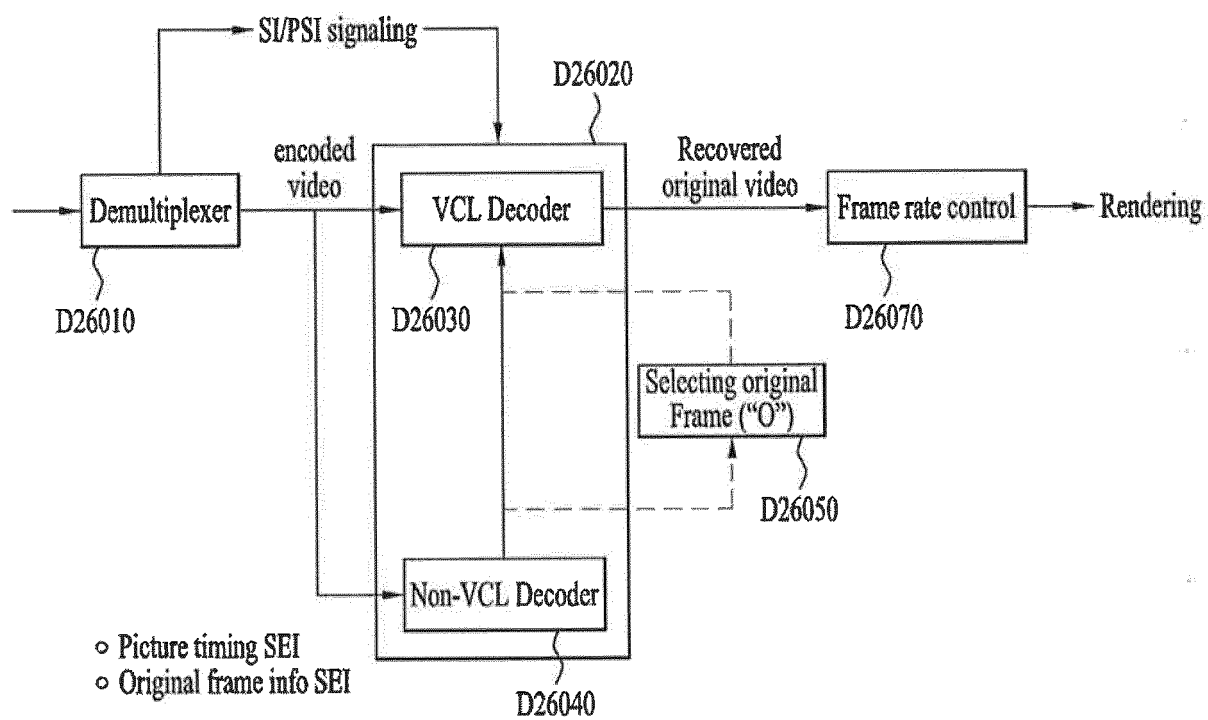 SI/PSI signaling
D26020
encoded
video
Recovered
original video
Demultiplexer
VCL Decoder
Frame rate control
Rendering
D26010
D26030
D26070
Selecting original
Frame (“O”)
D26050
Non-VCL Decoder
○ Picture timing SEI
○ Original frame info SEI
D26040